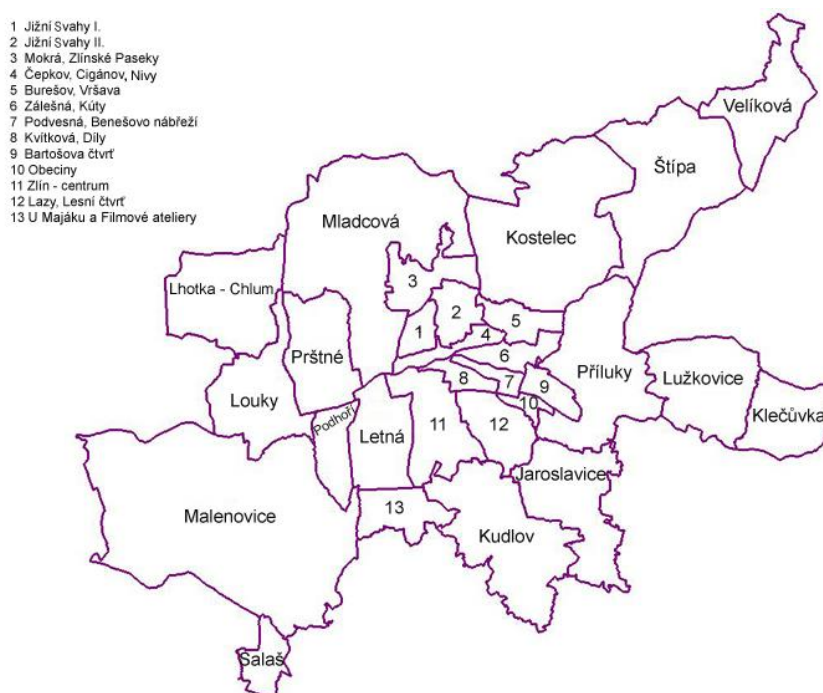 1 Jižní Svahy I.
2 Jižní Svahy II.
3 Mokrá, Zlínské Paseky
4 Čepkov, Cigánov, Nivy
5 Burešov, Vršava
6 Zálešná, Kúty
7 Podvesná, Benešovo nábřeží
8 Kvítková, Díly
9 Bartošova čtvrť
10 Obeciny
11 Zlín - centrum
12 Lazy, Lesní čtvrť
13 U Majáku a Filmové ateliery
Velíková
Štípa
Mladcová
Kostelec
3
Lhotka - Chlum
2
5
1
4
Prštné
6
Příluky
Lužkovice
8
7
9
Louky
10
Klečůvka
Podhoří
Letná
11
12
Jaroslavice
13
Malenovice
Kudlov
Salaš